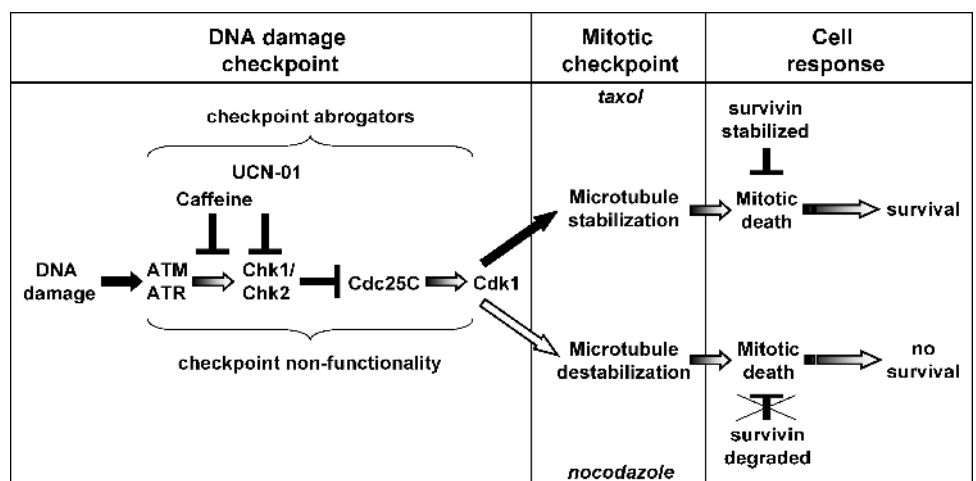 DNA damage
checkpoint
Mitotic
checkpoint
Cell
response
checkpoint abrogators
UCN-01
Caffeine
DNA
damage
ATM
ATR
Chk1/
Chk2
Cdc25C
Cdk1
checkpoint non-functionality
taxol
Microtubule
stabilization
Microtubule
destabilization
nocodazole
survivin
stabilized
Mitotic
death
survival
Mitotic
death
no
survival
survivin
degraded